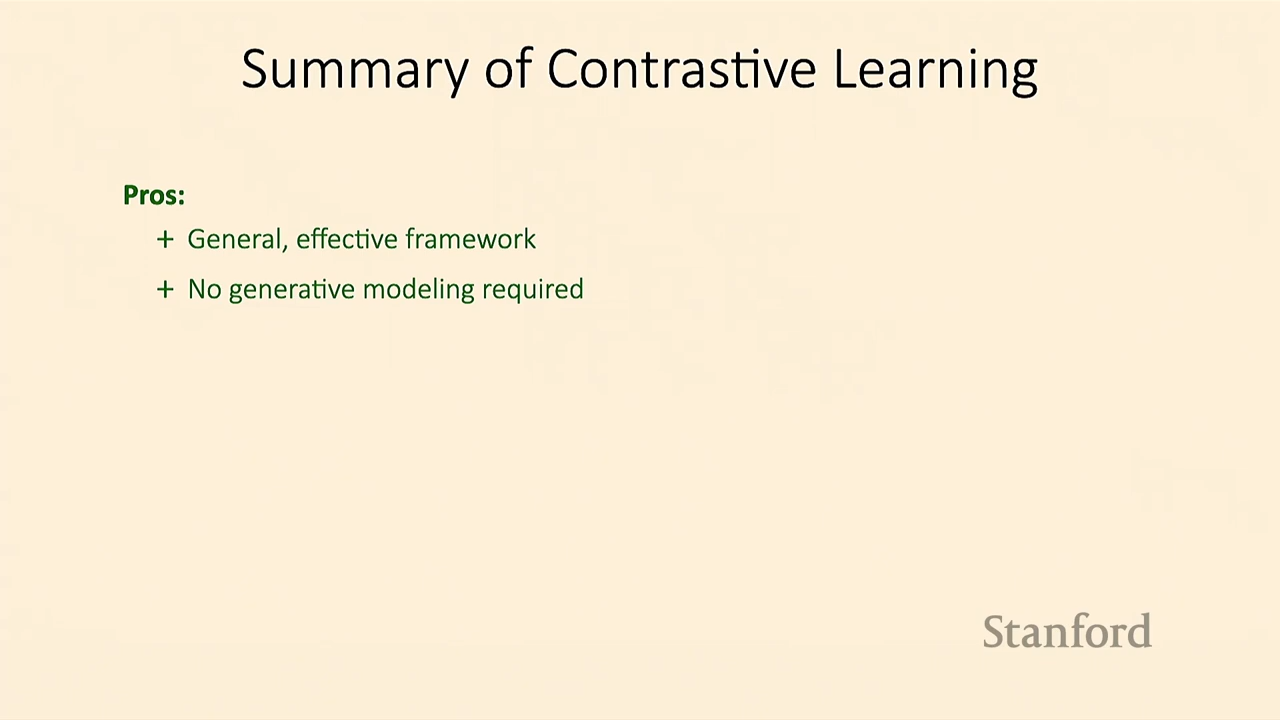 Summary of Contrastive Learning
Pros:
+ General, effective framework
+ No generative modeling required
Stanford